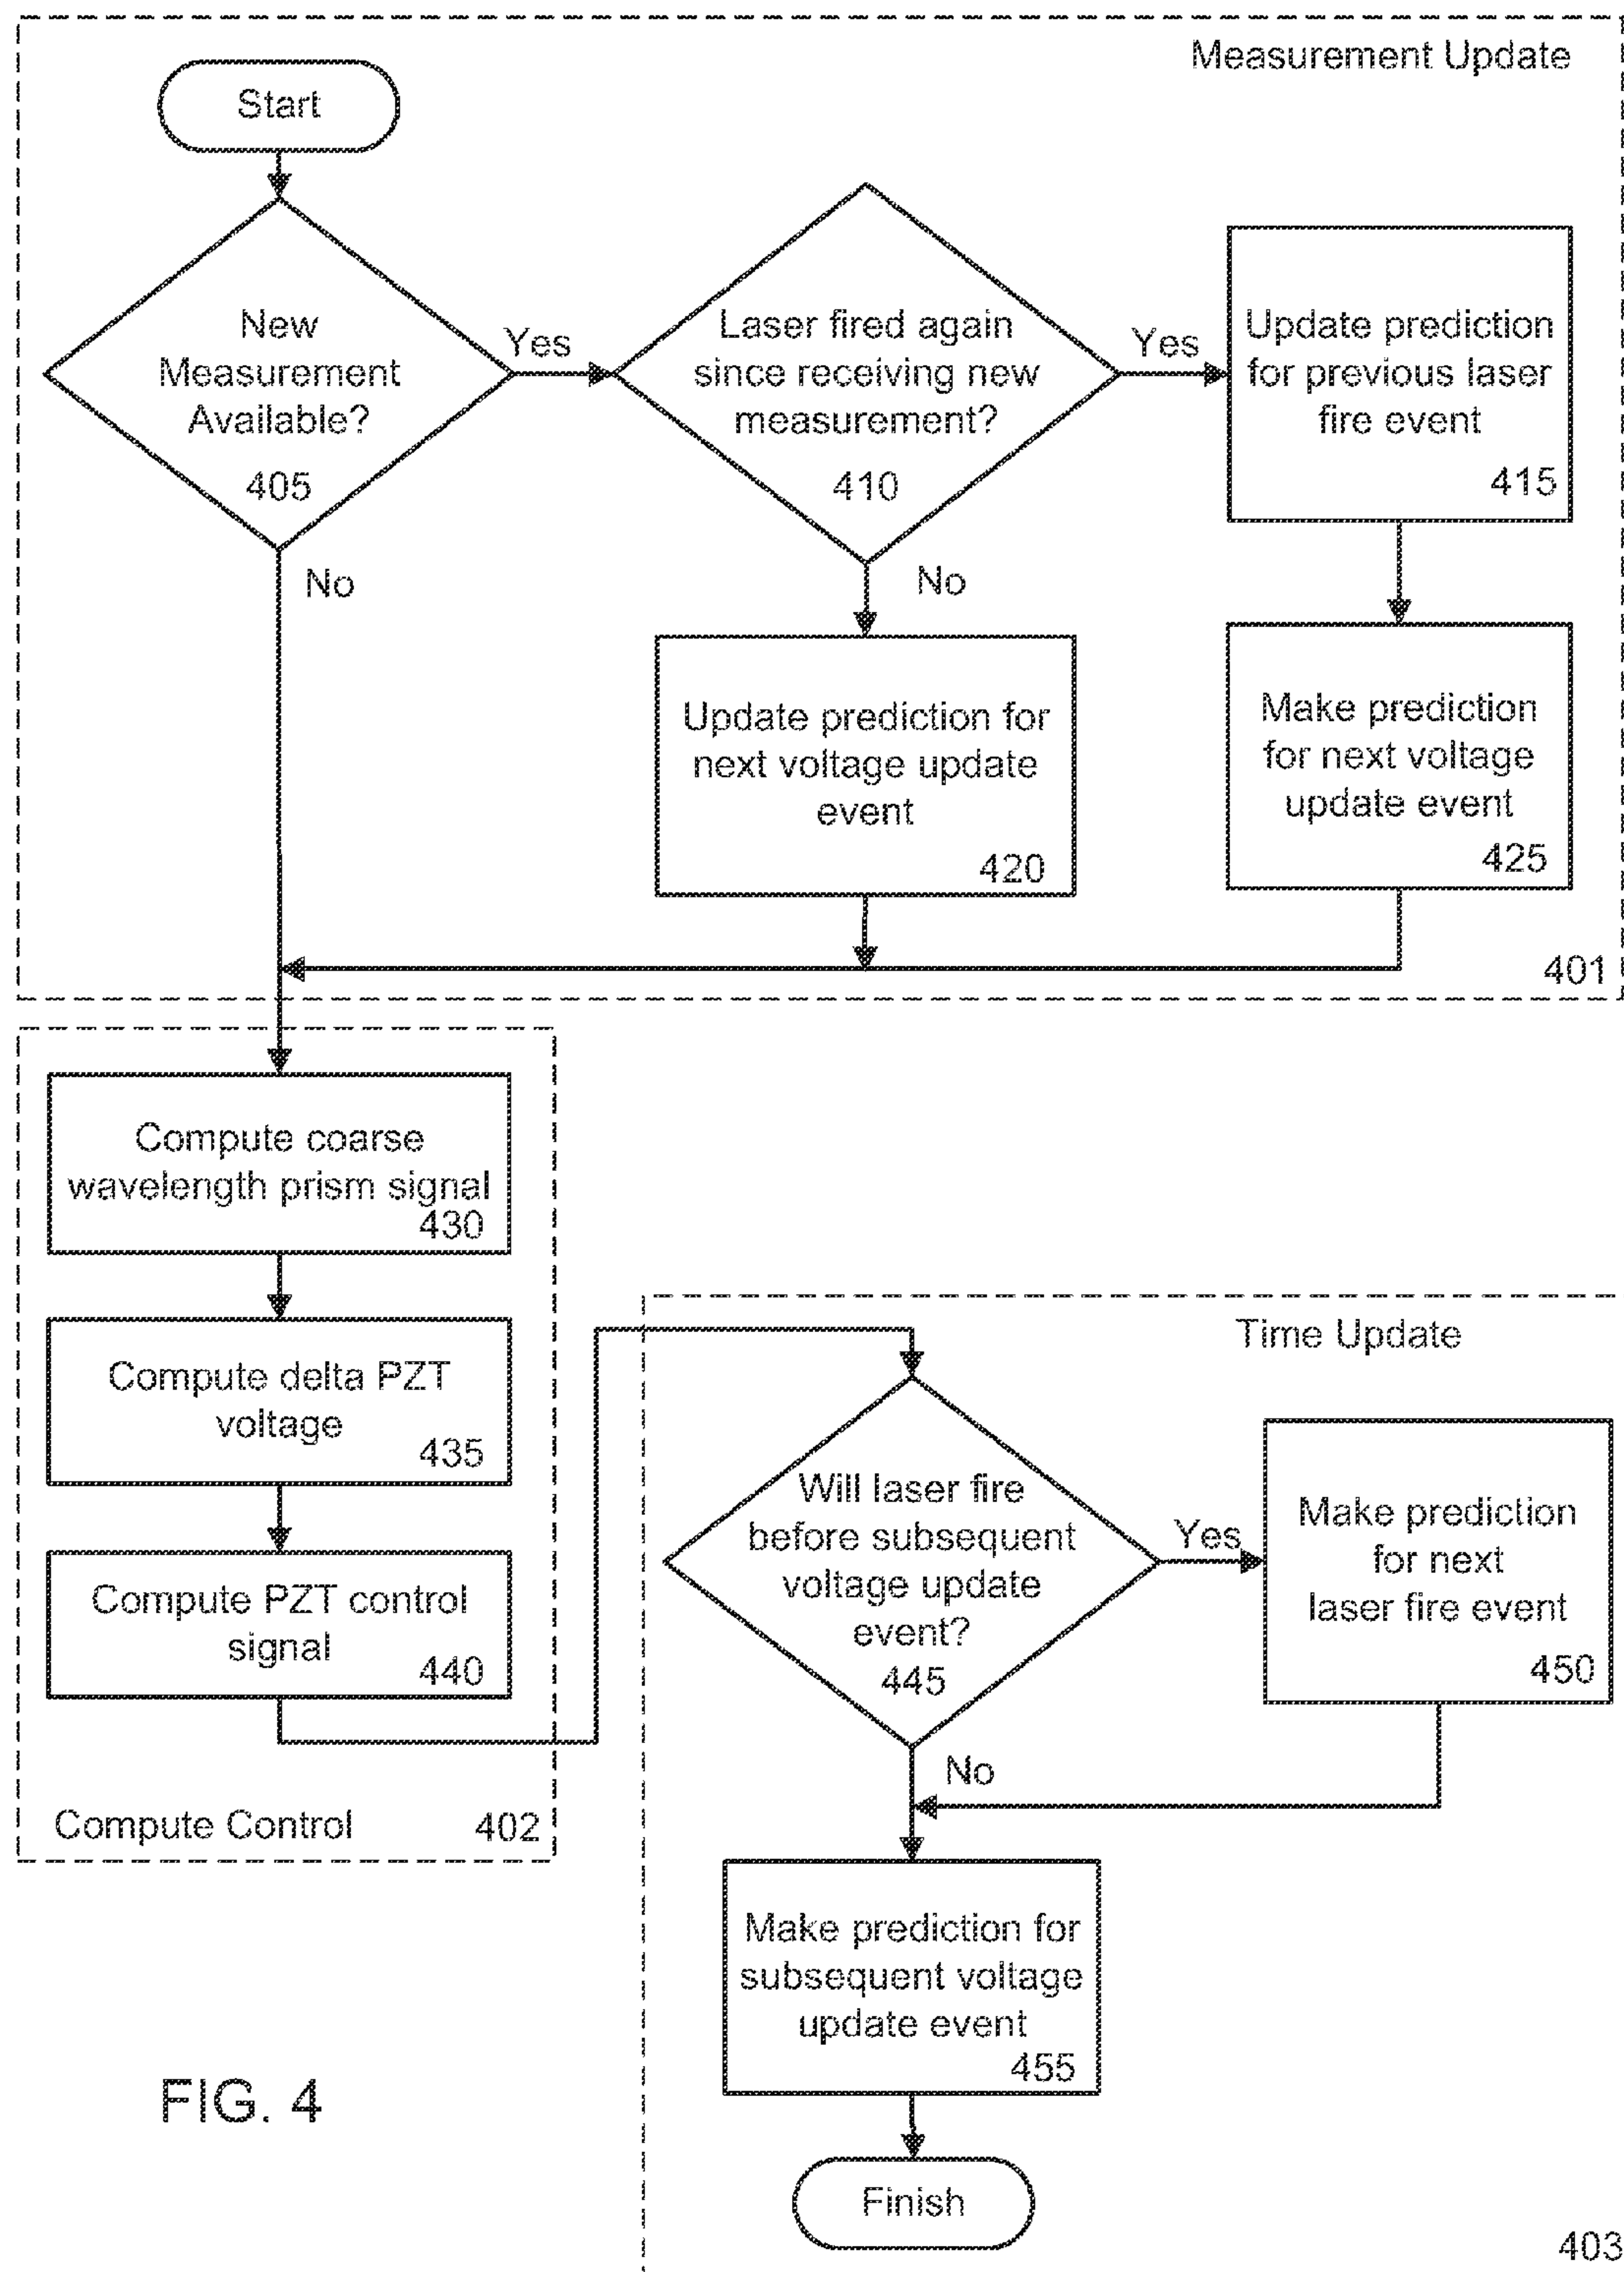 Measurement Update
Start
New
Measurement
Available?
405
Yes
No
Laser fired again
since receiving new
measurement?
410
Yes
No
Update prediction
for previous laser
fire event
415
Update prediction for
next voltage update
event
420
Make prediction
for next voltage
update event
425
401
Compute coarse
wavelength prism signal
430
Compute delta PZT
voltage
435
Compute PZT control
signal
440
Compute Control
402
Time Update
Will laser fire
before subsequent
voltage update
event?
445
Yes
No
Make prediction
for next
laser fire event
450
Make prediction for
subsequent voltage
update event
455
Finish
403
FIG. 4